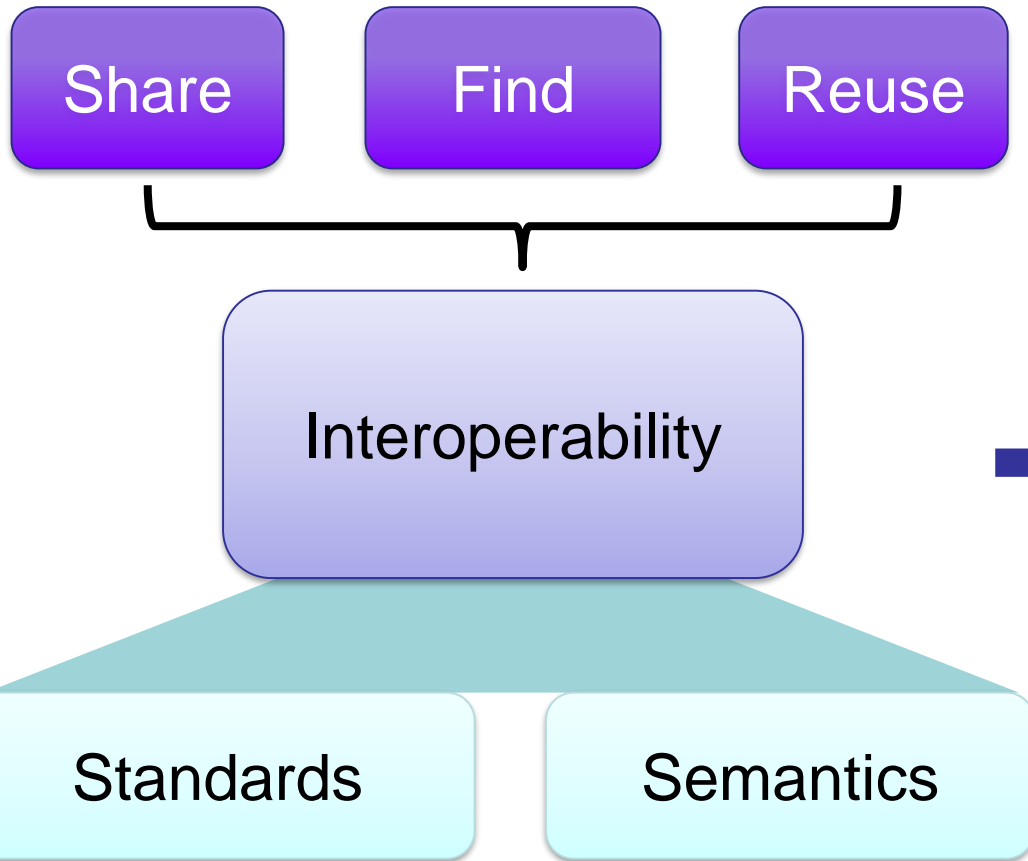 Share
Find
Reuse
Interoperability
Standards
Semantics